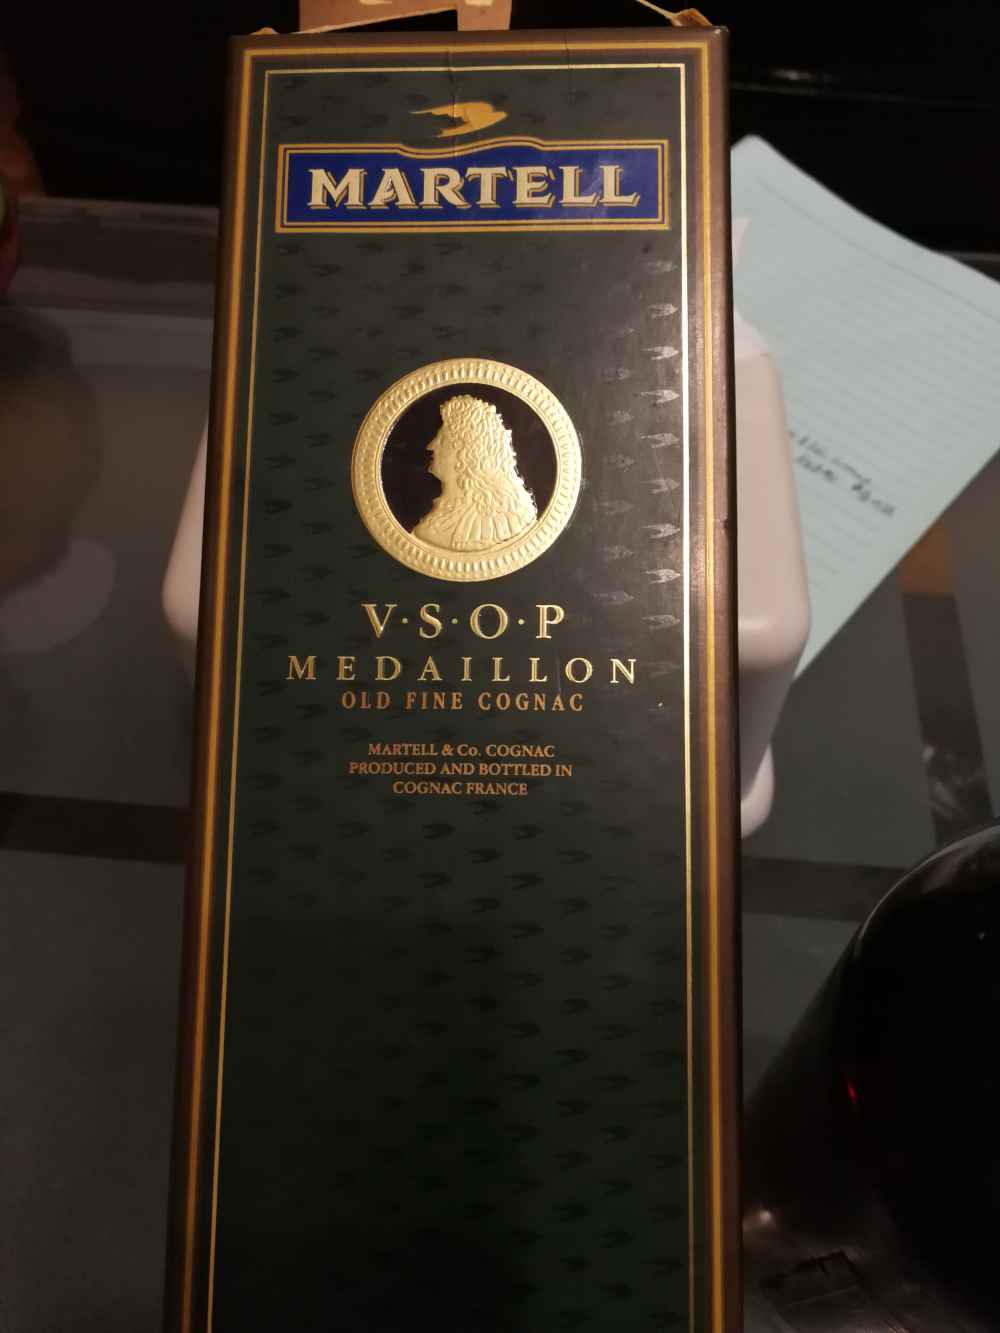 MARTELL
V·S·O·P
MEDAILLON
OLD FINE COGNAC
MARTELL & Co. COGNAC
PRODUCED AND BOTTLED IN
COGNAC FRANCE